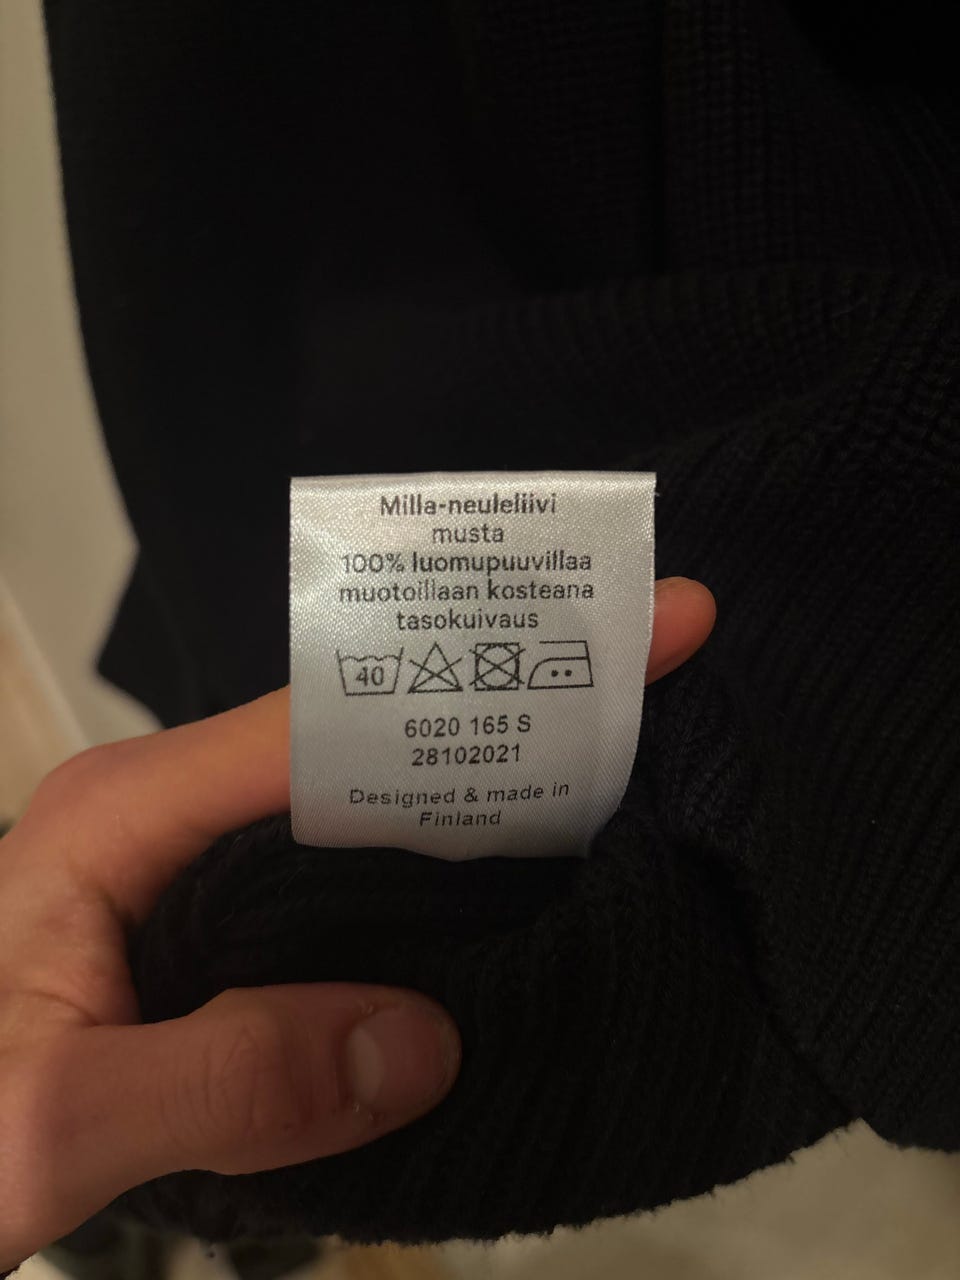 Milla-neuleliivi
musta
100% luomupuuvillaa
muotoillaan kosteana
tasokuivaus
40
6020 165 S
28102021
Designed & made in
Finland